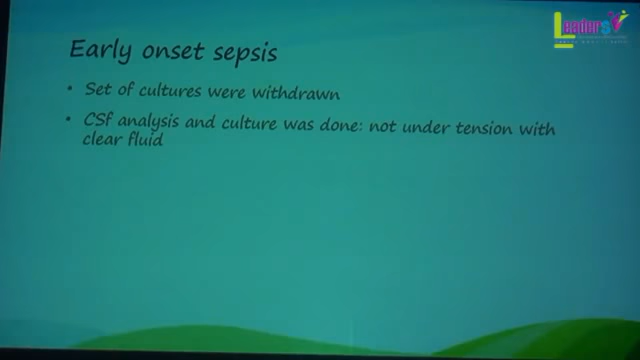 Leaders
Early onset sepsis
• Set of cultures were withdrawn
• CSf analysis and culture was done: not under tension with
clear fluid